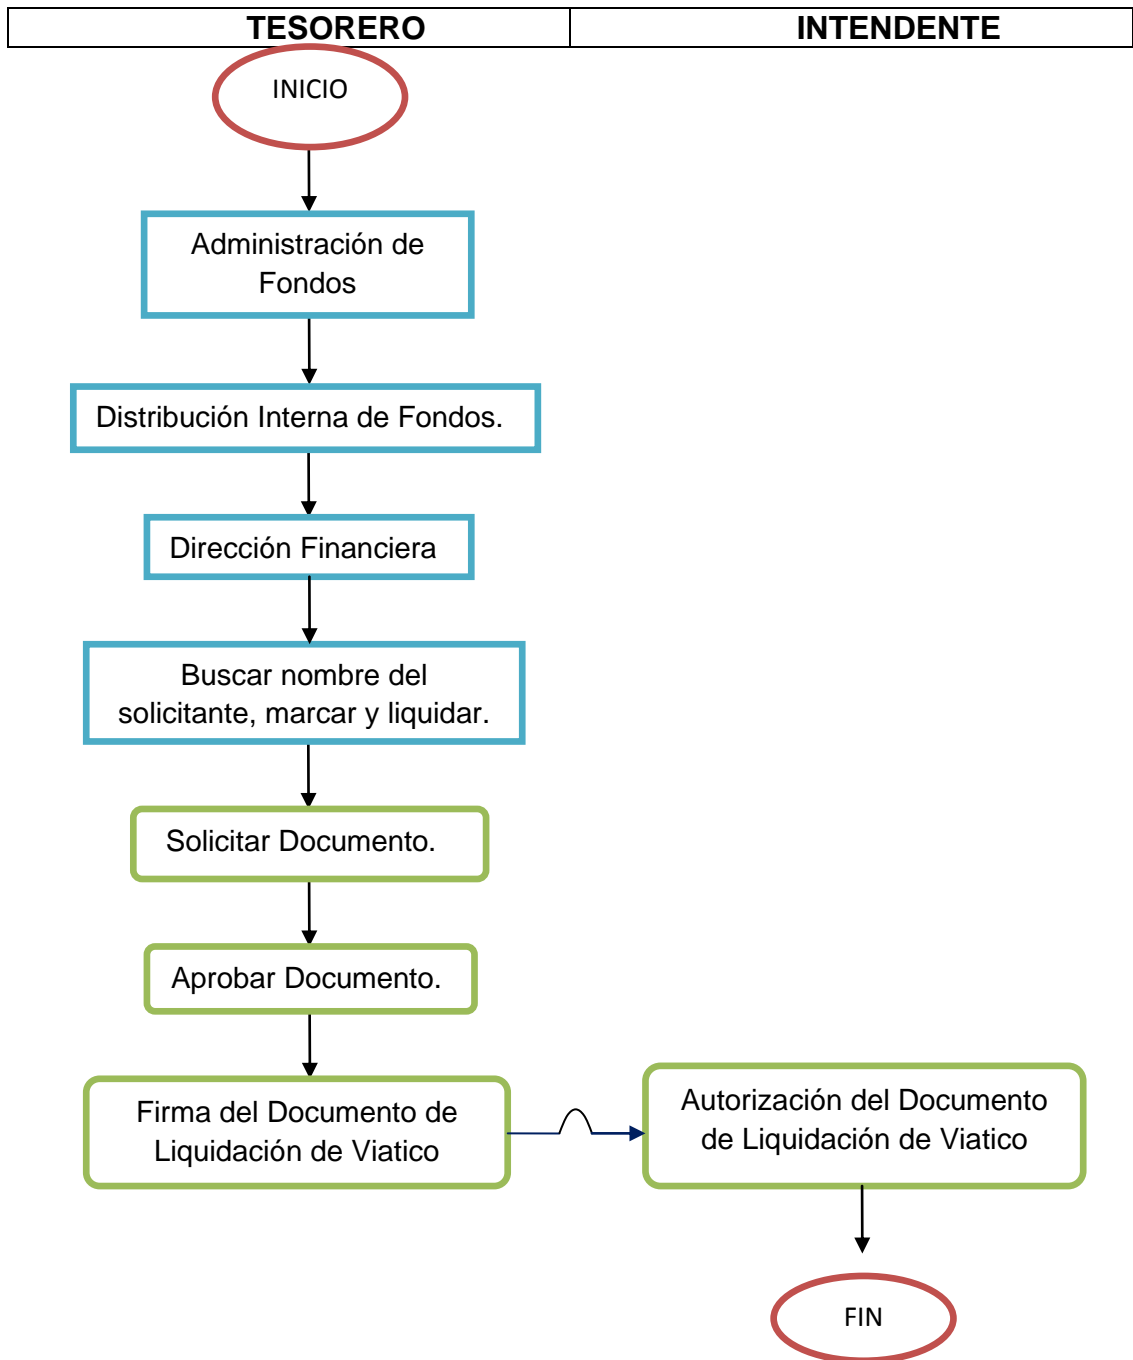 TESORERO
INTENDENTE
INICIO
Administración de
Fondos
Distribución Interna de Fondos.
Dirección Financiera
Buscar nombre del
solicitante, marcar y liquidar.
Solicitar Documento.
Aprobar Documento.
Firma del Documento de
Liquidación de Viatico
Autorización del Documento
de Liquidación de Viatico
FIN